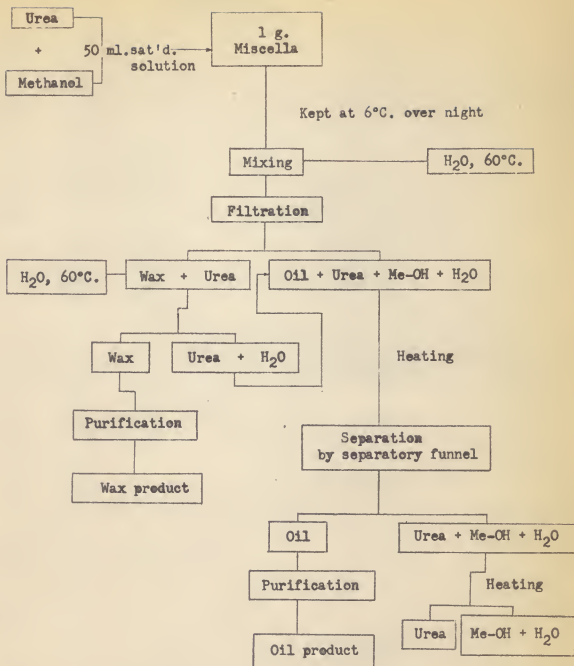 Urea
+ 50 ml.sat'd.
solution
Methanol
1 g.
Miscella
Kept at 6°C. over night
Mixing
H₂O, 60°C.
Filtration
H₂O, 60°C.
Wax + Urea
Oil + Urea + Me-OH + H₂O
Wax
Urea + H₂O
Heating
Purification
Wax product
Separation
by separatory funnel
Oil
Urea + Me-OH + H₂O
Purification
Heating
Oil product
Urea
Me-OH + H₂O